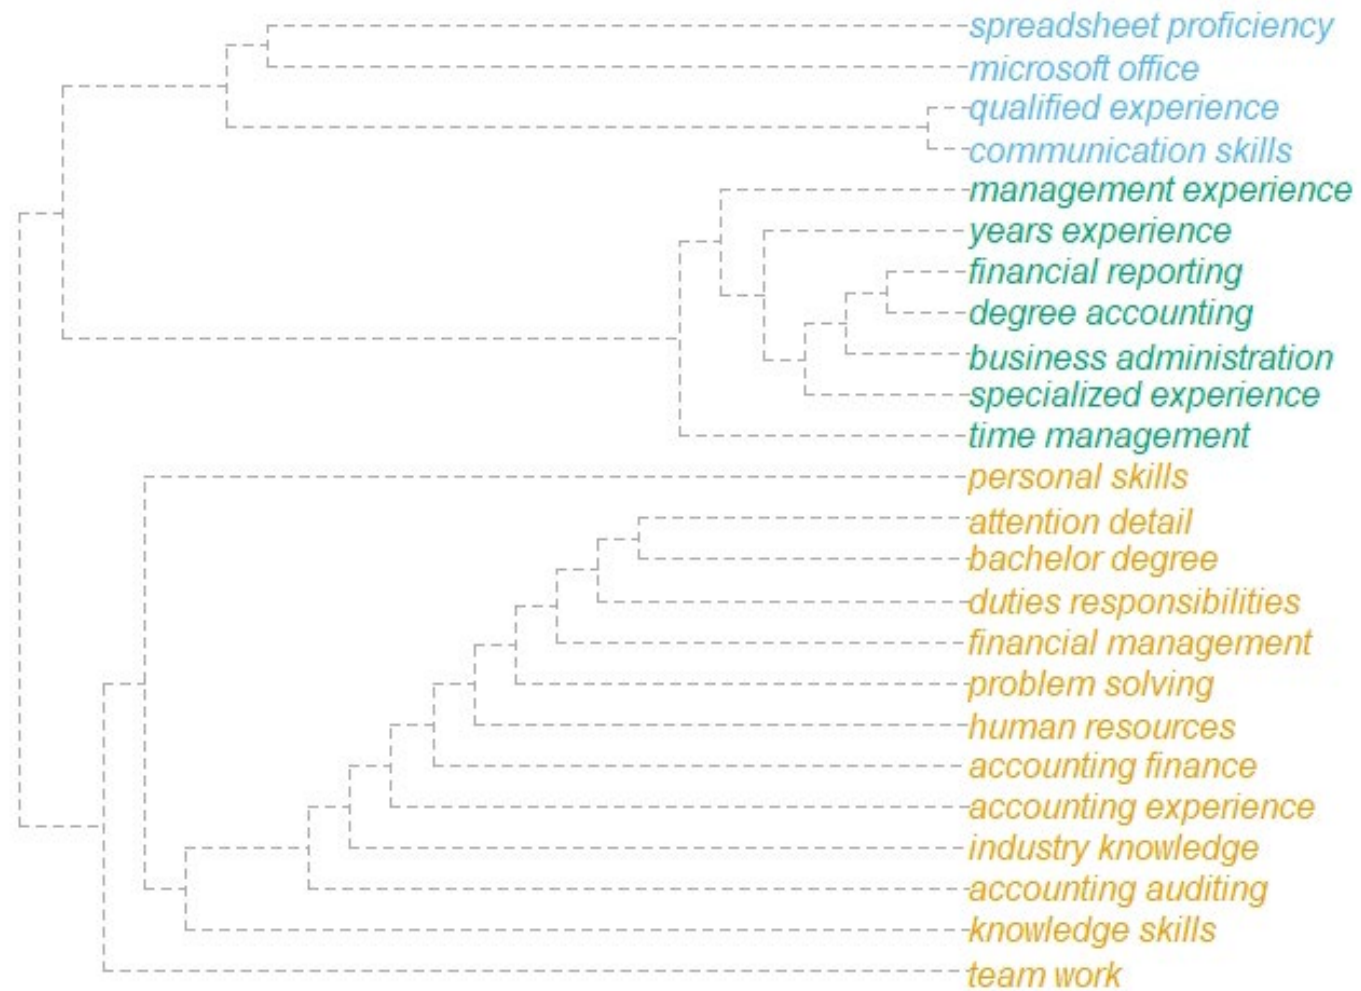 spreadsheet proficiency
microsoft office
qualified experience
communication skills
management experience
years experience
financial reporting
degree accounting
business administration
specialized experience
time management
personal skills
attention detail
bachelor degree
duties responsibilities
financial management
problem solving
human resources
accounting finance
accounting experience
industry knowledge
accounting auditing
knowledge skills
team work